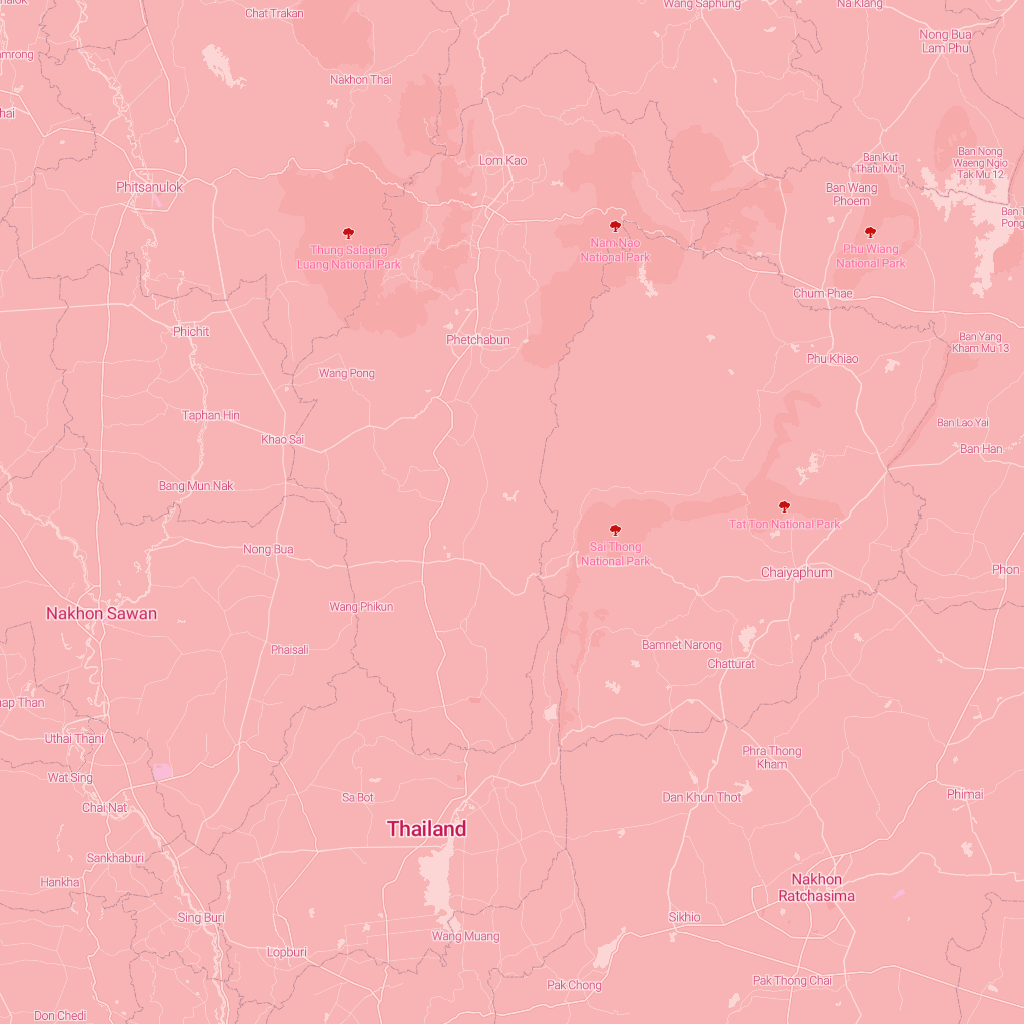 Chat Trakan
Wang Saphung
Na Klang
Nong Bua
Lam Phu
Nakhon Thai
Lom Kao
Ban Kut
Thatu Mu 1
Ban Nong
Waeng Ngio
Tak Mu 12
Phitsanulok
Ban Wang
Phoem
Thung Salaeng
Luang National Park
Nam Nao
National Park
Phu Wiang
National Park
Chum Phae
Phichit
Phetchabun
Ban Yang
Kham Mu 13
Phu Khiao
Wang Pong
Taphan Hin
Khao Sai
Ban Lao Yai
Ban Han
Bang Mun Nak
Tat Ton National Park
Sai Thong
National Park
Nong Bua
Chaiyaphum
Phon
Nakhon Sawan
Wang Phikun
Phaisali
Bamnet Narong
Chatturat
Uthai Thani
Phra Thong
Kham
Wat Sing
Sa Bot
Dan Khun Thot
Phimai
Chai Nat
Thailand
Sankhaburi
Hankha
Nakhon
Ratchasima
Sing Buri
Sikhio
Wang Muang
Lopburi
Pak Chong
Pak Thong Chai
Don Chedi